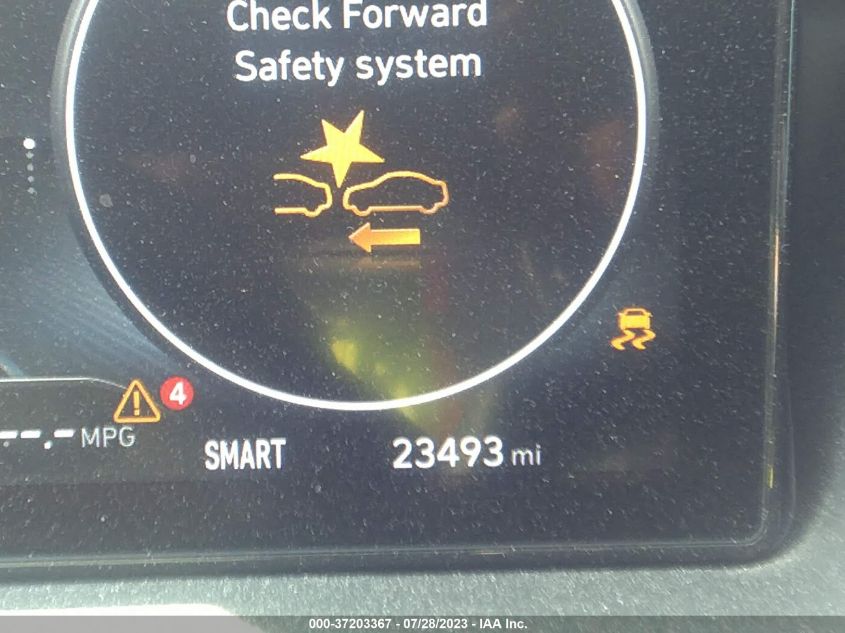 Check Forward
Safety system
4
--.- MPG
SMART 23493 mi
000-37203367 - 07/28/2023 - IAA Inc.